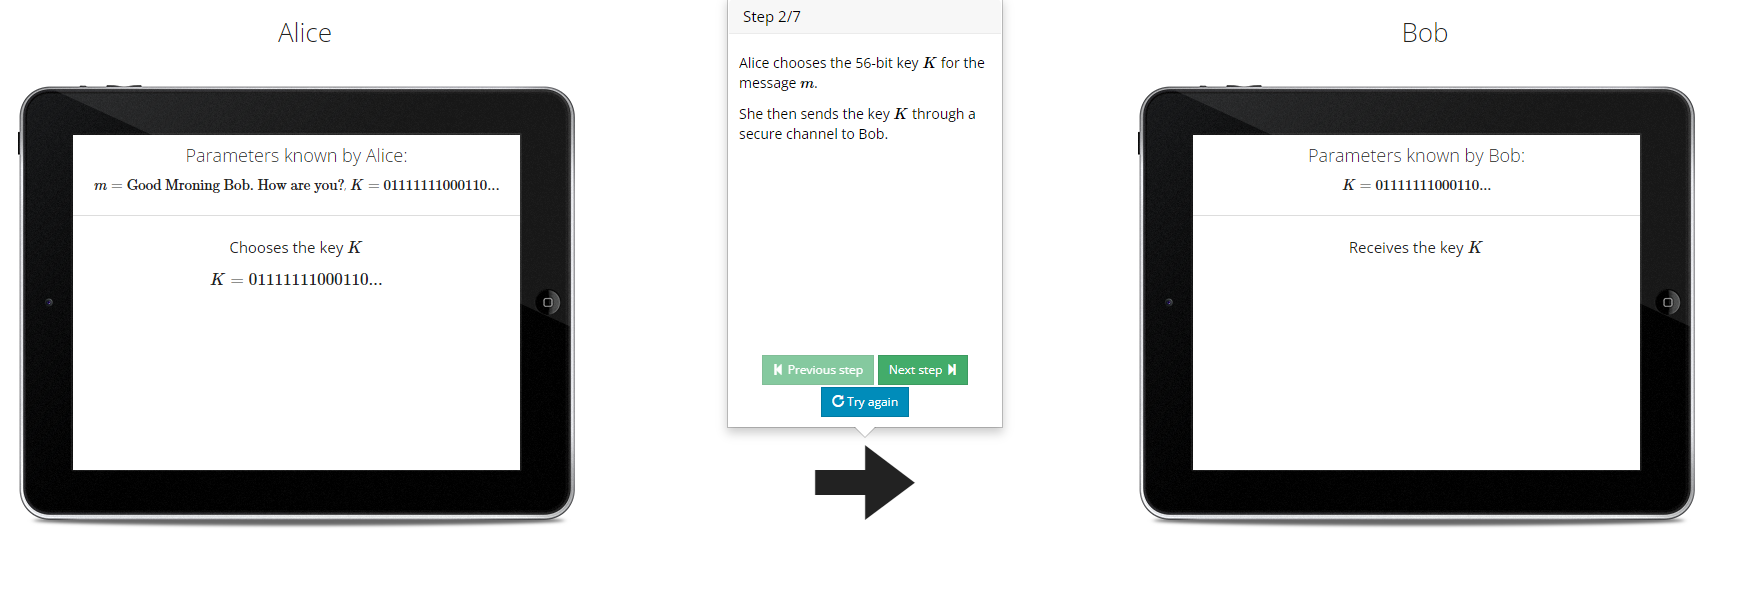 Alice
Parameters known by Alice:
m = Good Mroning Bob. How are you?, K = 01111111000110...
Chooses the key K
K = 01111111000110...
Step 2/7
Alice chooses the 56-bit key K for the
message m.
She then sends the key K through a
secure channel to Bob.
Previous step
Next step
Try again
Bob
Parameters known by Bob:
K = 01111111000110...
Receives the key K